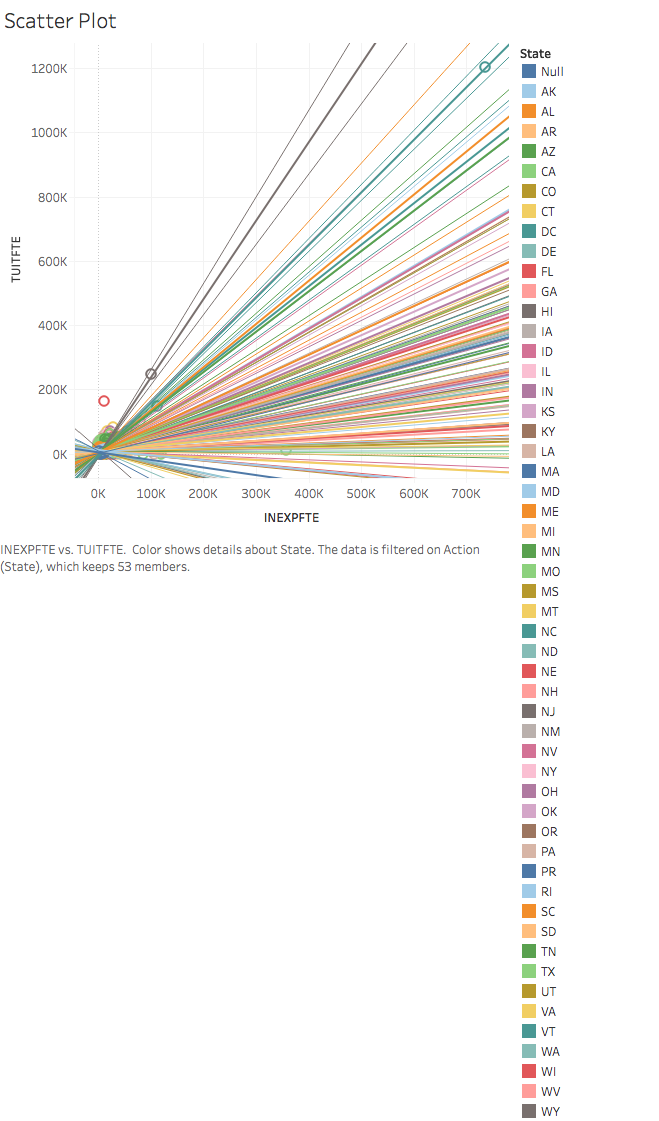 Scatter Plot
State
Null
AK
AL
AR
AZ
CA
CO
CT
DC
DE
FL
GA
HI
IA
ID
IL
IN
KS
KY
LA
MA
MD
ME
MI
MN
MO
MS
MT
NC
ND
NE
NH
NJ
NM
NV
NY
OH
OK
OR
PA
PR
RI
SC
SD
TN
TX
UT
VA
VT
WA
WI
WV
WY
1200K
1000K
800K
600K
400K
200K
0K
TUITFTE
0K 100K 200K 300K 400K 500K 600K 700K
INEXPFTE
INEXPFTE vs. TUITFTE. Color shows details about State. The data is filtered on Action
(State), which keeps 53 members.